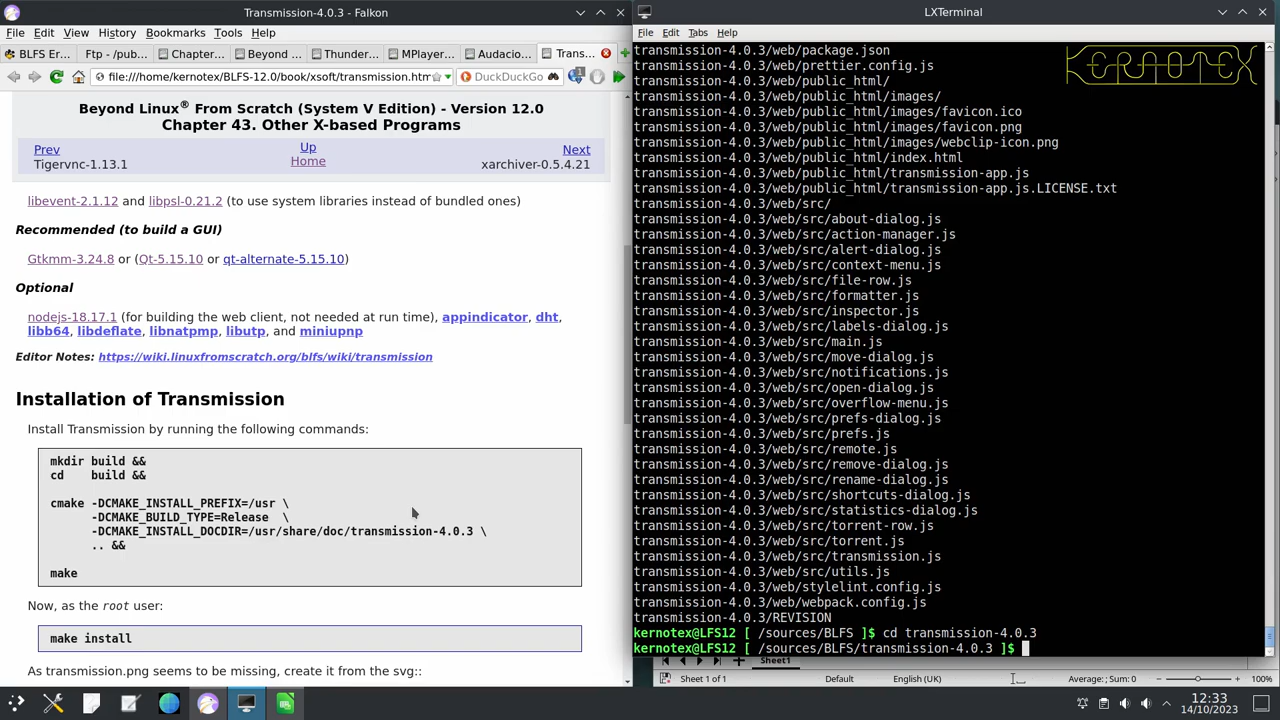 Transmission-4.0.3 - Falkon
File Edit View History Bookmarks Tools Help
BLFS Er... Ftp - /pub... Chapter... Beyond ... Thunder... MPlayer... Audacio... Trans...
file:///home/kernotex/BLFS-12.0/book/xsoft/transmission.htm DuckDuckGo
Beyond Linux® From Scratch (System V Edition) - Version 12.0
Chapter 43. Other X-based Programs
Prev Up Next
Tigervnc-1.13.1 Home xarchiver-0.5.4.21
libevent-2.1.12 and libpsl-0.21.2 (to use system libraries instead of bundled ones)
Recommended (to build a GUI)
Gtkmm-3.24.8 or (Qt-5.15.10 or qt-alternate-5.15.10)
Optional
nodejs-18.17.1 (for building the web client, not needed at run time), appindicator, dht,
libb64, libdeflate, libnatpmp, libutp, and miniupnp
Editor Notes: https://wiki.linuxfromscratch.org/blfs/wiki/transmission
Installation of Transmission
Install Transmission by running the following commands:
mkdir build &&
cd    build &&
cmake -DCMAKE_INSTALL_PREFIX=/usr \
-DCMAKE_BUILD_TYPE=Release  \
-DCMAKE_INSTALL_DOCDIR=/usr/share/doc/transmission-4.0.3 \
.. &&
make
Now, as the root user:
make install
As transmission.png seems to be missing, create it from the svg::
LXTerminal
File Edit Tabs Help
KERNOTEX
transmission-4.0.3/web/package.json
transmission-4.0.3/web/prettier.config.js
transmission-4.0.3/web/public_html/
transmission-4.0.3/web/public_html/images/
transmission-4.0.3/web/public_html/images/favicon.ico
transmission-4.0.3/web/public_html/images/favicon.png
transmission-4.0.3/web/public_html/images/webclip-icon.png
transmission-4.0.3/web/public_html/index.html
transmission-4.0.3/web/public_html/transmission-app.js
transmission-4.0.3/web/public_html/transmission-app.js.LICENSE.txt
transmission-4.0.3/web/src/
transmission-4.0.3/web/src/about-dialog.js
transmission-4.0.3/web/src/action-manager.js
transmission-4.0.3/web/src/alert-dialog.js
transmission-4.0.3/web/src/context-menu.js
transmission-4.0.3/web/src/file-row.js
transmission-4.0.3/web/src/formatter.js
transmission-4.0.3/web/src/inspector.js
transmission-4.0.3/web/src/labels-dialog.js
transmission-4.0.3/web/src/main.js
transmission-4.0.3/web/src/move-dialog.js
transmission-4.0.3/web/src/notifications.js
transmission-4.0.3/web/src/open-dialog.js
transmission-4.0.3/web/src/overflow-menu.js
transmission-4.0.3/web/src/prefs-dialog.js
transmission-4.0.3/web/src/prefs.js
transmission-4.0.3/web/src/remote.js
transmission-4.0.3/web/src/remove-dialog.js
transmission-4.0.3/web/src/rename-dialog.js
transmission-4.0.3/web/src/shortcuts-dialog.js
transmission-4.0.3/web/src/statistics-dialog.js
transmission-4.0.3/web/src/torrent-row.js
transmission-4.0.3/web/src/torrent.js
transmission-4.0.3/web/src/transmission.js
transmission-4.0.3/web/src/utils.js
transmission-4.0.3/web/stylelint.config.js
transmission-4.0.3/web/webpack.config.js
transmission-4.0.3/REVISION
kernotex@LFS12 [ /sources/BLFS ]$ cd transmission-4.0.3
kernotex@LFS12 [ /sources/BLFS/transmission-4.0.3 ]$
Sheet1
Sheet 1 of 1 Default English (UK) Average: ; Sum: 0 100%
12:33
14/10/2023